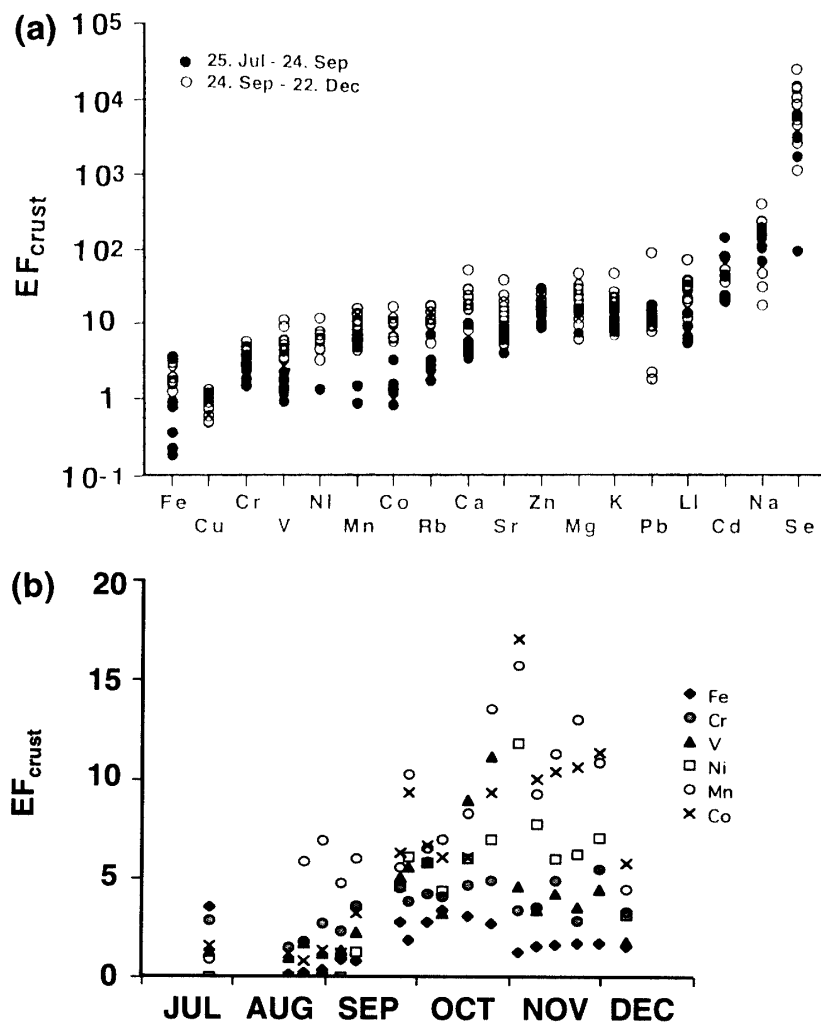 (a)
10^5
10^4
10^3
10^2
10
1
10^-1
EF_crust
25. Jul - 24. Sep
24. Sep - 22. Dec
Fe Cr NI Co Ca Zn K LI Na
Cu V Mn Rb Sr Mg Pb Cd Se
(b)
20
15
10
5
0
EF_crust
Fe
Cr
V
Ni
Mn
Co
JUL AUG SEP OCT NOV DEC